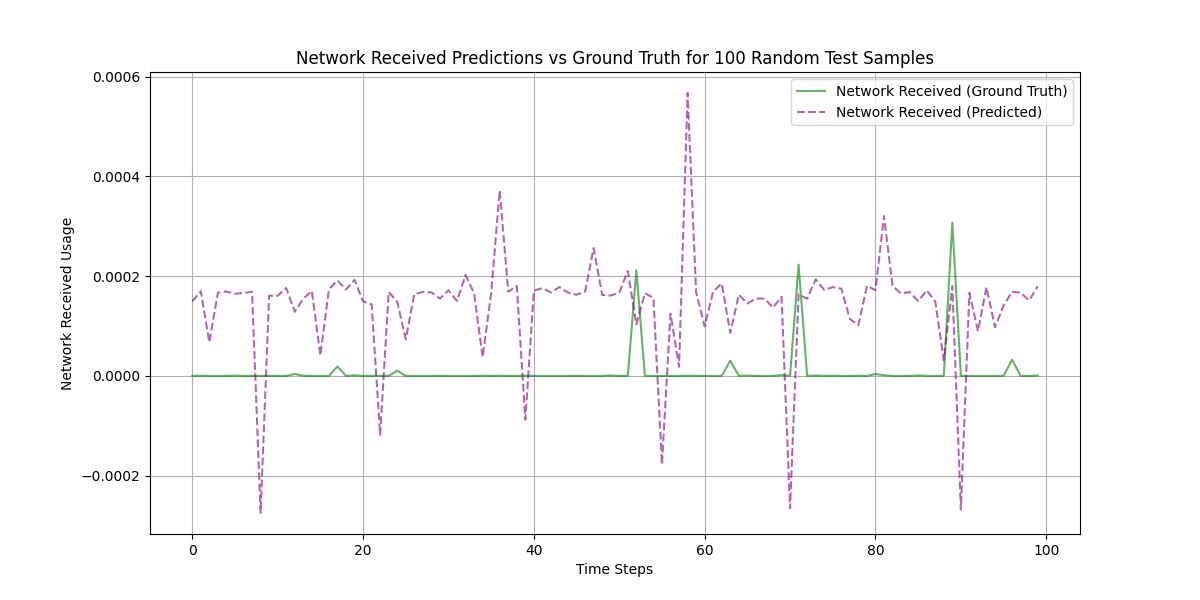 Network Received Predictions vs Ground Truth for 100 Random Test Samples
Network Received (Ground Truth)
Network Received (Predicted)
Network Received Usage
0.0006
0.0004
0.0002
0.0000
−0.0002
0
20
40
60
80
100
Time Steps